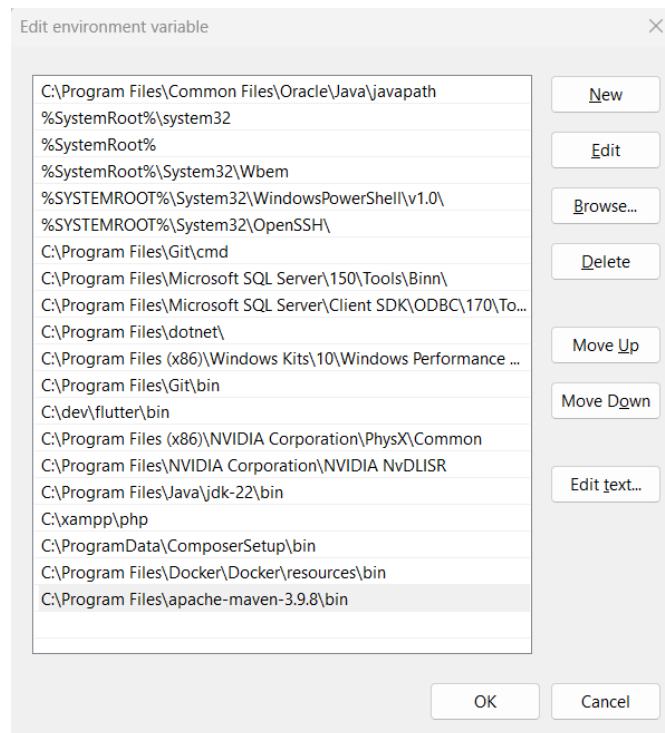 Edit environment variable
C:\Program Files\Common Files\Oracle\Java\javapath
%SystemRoot%\system32
%SystemRoot%
%SystemRoot%\System32\Wbem
%SYSTEMROOT%\System32\WindowsPowerShell\v1.0\
%SYSTEMROOT%\System32\OpenSSH\
C:\Program Files\Git\cmd
C:\Program Files\Microsoft SQL Server\150\Tools\Binn\
C:\Program Files\Microsoft SQL Server\Client SDK\ODBC\170\To...
C:\Program Files\dotnet\
C:\Program Files (x86)\Windows Kits\10\Windows Performance ...
C:\Program Files\Git\bin
C:\dev\flutter\bin
C:\Program Files (x86)\NVIDIA Corporation\PhysX\Common
C:\Program Files\NVIDIA Corporation\NVIDIA NvDLISR
C:\Program Files\Java\jdk-22\bin
C:\xampp\php
C:\ProgramData\ComposerSetup\bin
C:\Program Files\Docker\Docker\resources\bin
C:\Program Files\apache-maven-3.9.8\bin
New
Edit
Browse...
Delete
Move Up
Move Down
Edit text...
OK
Cancel